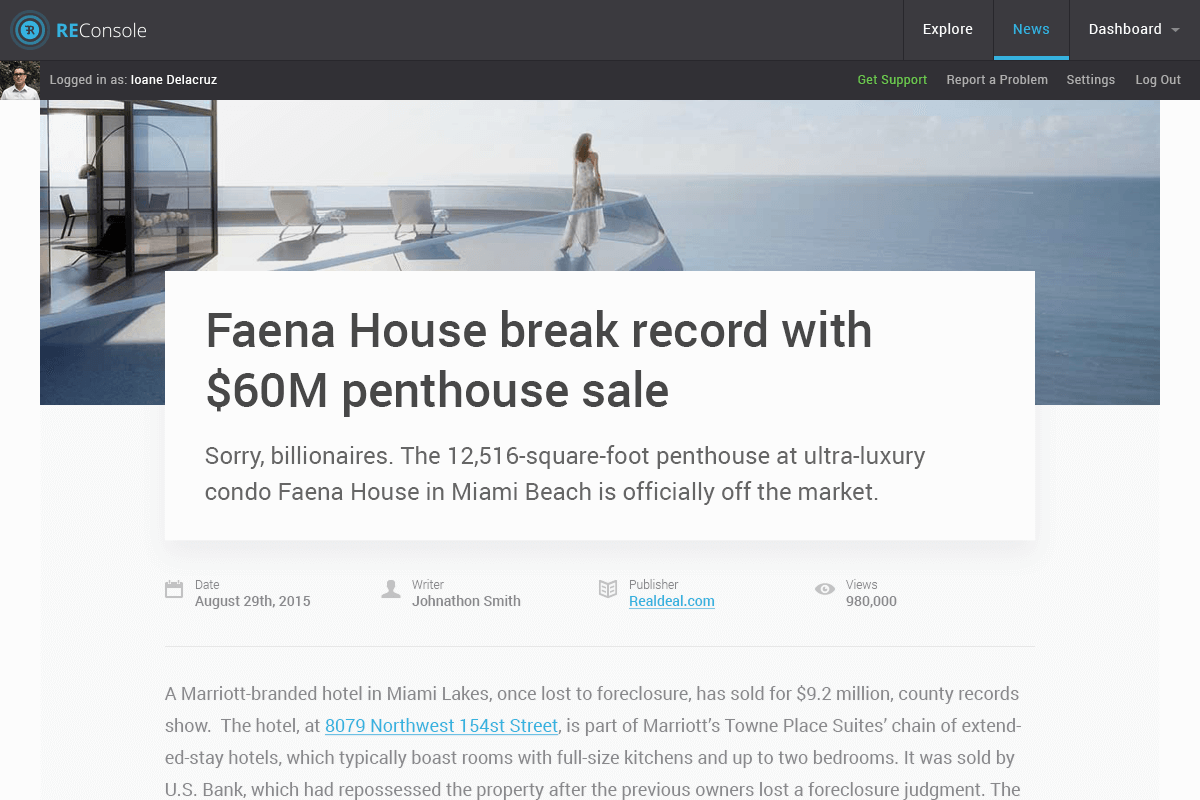 REConsole
Explore
News
Dashboard
Logged in as: Ioane Delacruz
Get Support
Report a Problem
Settings
Log Out
Faena House break record with
$60M penthouse sale
Sorry, billionaires. The 12,516-square-foot penthouse at ultra-luxury
condo Faena House in Miami Beach is officially off the market.
Date
August 29th, 2015
Writer
Johnathon Smith
Publisher
Realdeal.com
Views
980,000
A Marriott-branded hotel in Miami Lakes, once lost to foreclosure, has sold for $9.2 million, county records
show.  The hotel, at 8079 Northwest 154st Street, is part of Marriott’s Towne Place Suites’ chain of extend-
ed-stay hotels, which typically boast rooms with full-size kitchens and up to two bedrooms. It was sold by
U.S. Bank, which had repossessed the property after the previous owners lost a foreclosure judgment. The